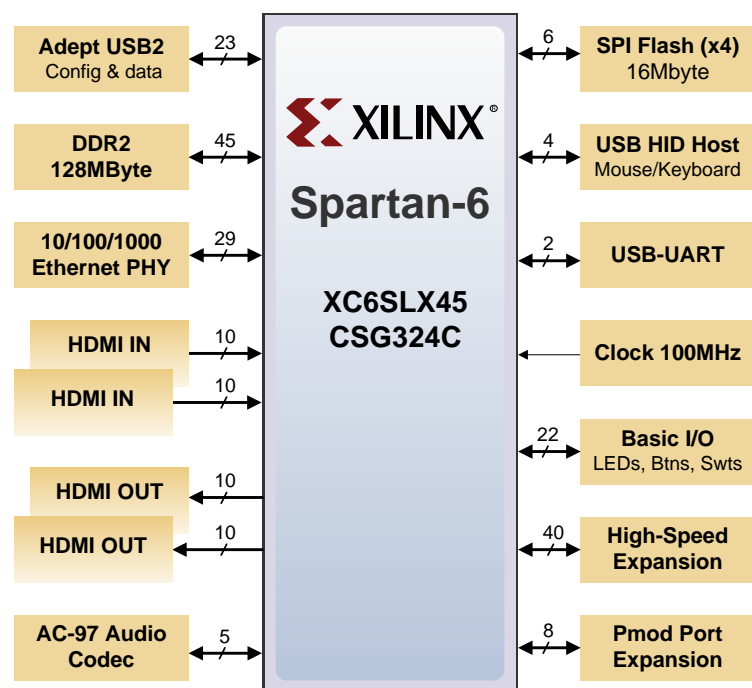 Adept USB2
Config & data
23
DDR2
128MByte
45
10/100/1000
Ethernet PHY
29
HDMI IN
10
HDMI IN
10
HDMI OUT
10
HDMI OUT
10
AC-97 Audio
Codec
5
XILINX®
Spartan-6
XC6SLX45
CSG324C
6
SPI Flash (x4)
16Mbyte
4
USB HID Host
Mouse/Keyboard
2
USB-UART
Clock 100MHz
22
Basic I/O
LEDs, Btns, Swts
40
High-Speed
Expansion
8
Pmod Port
Expansion